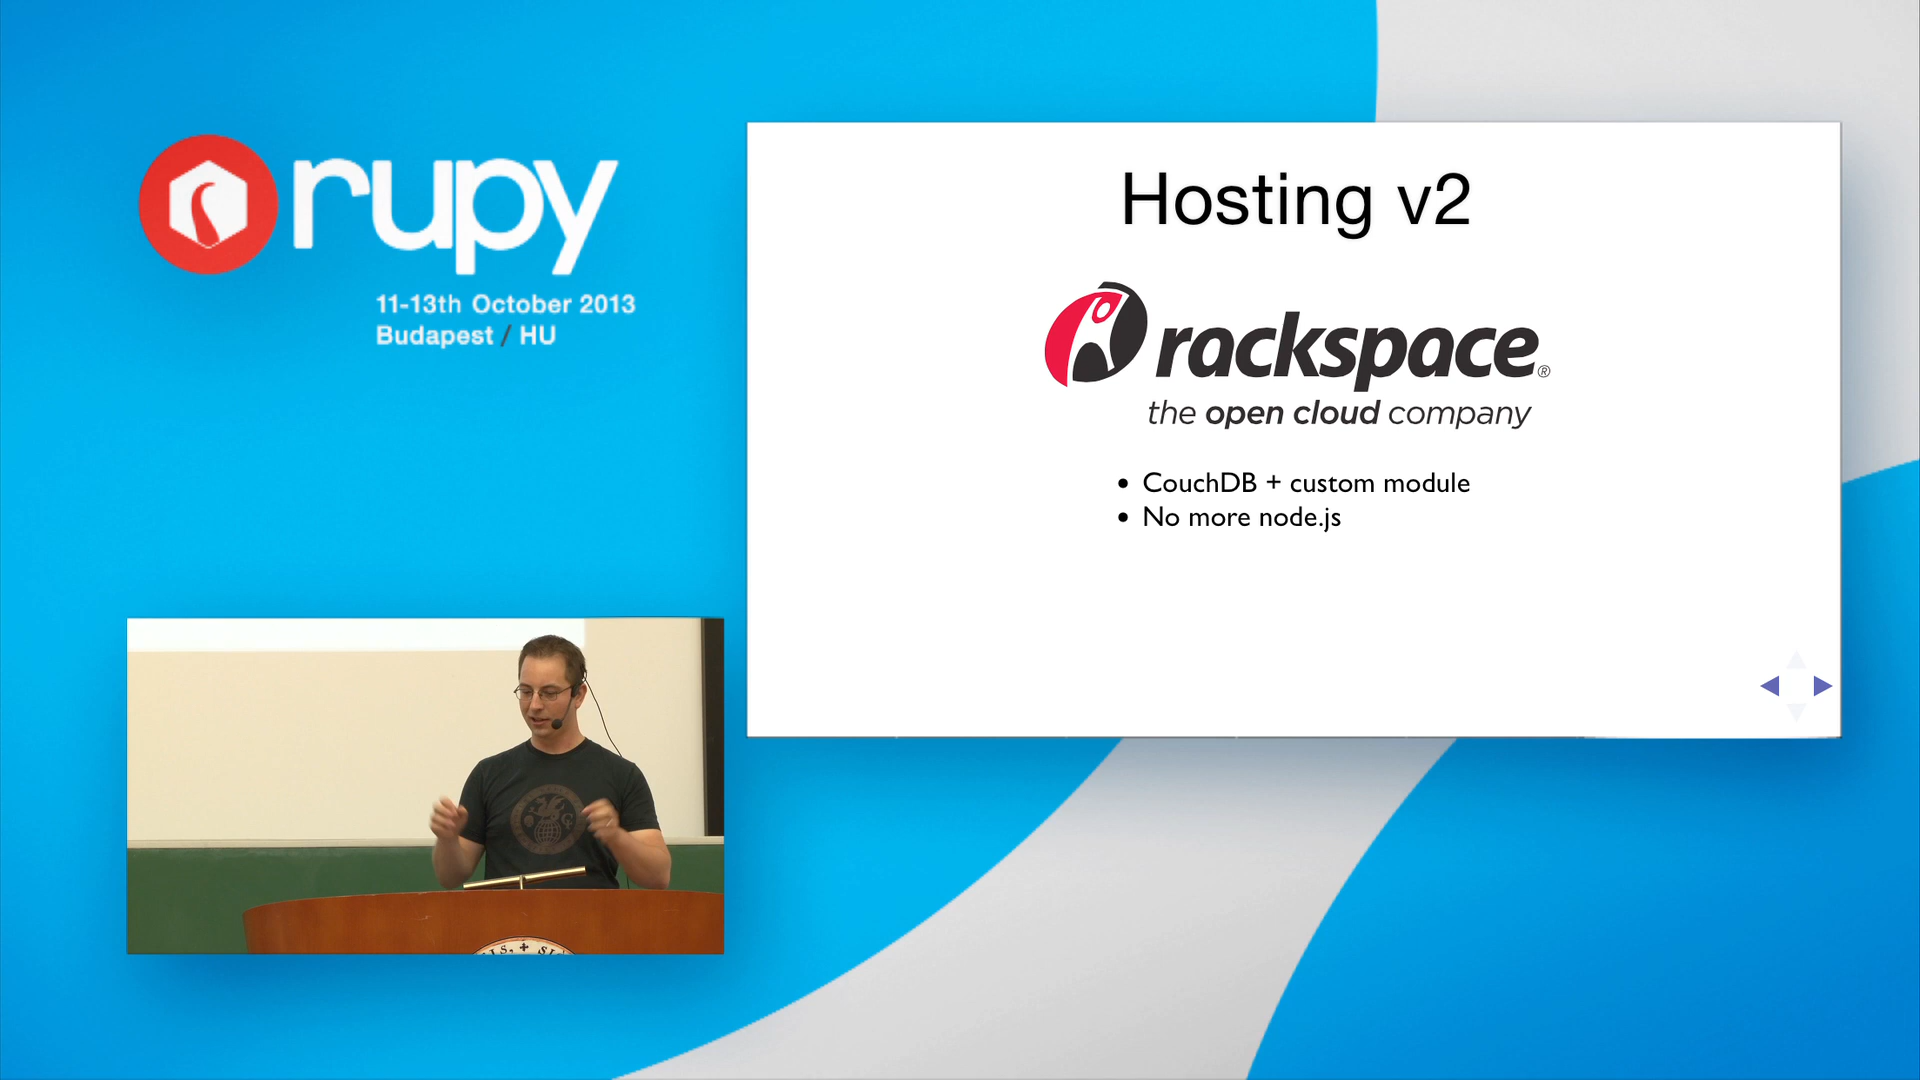 rupy
11-13th October 2013
Budapest / HU
Hosting v2
rackspace®
the open cloud company
• CouchDB + custom module
• No more node.js